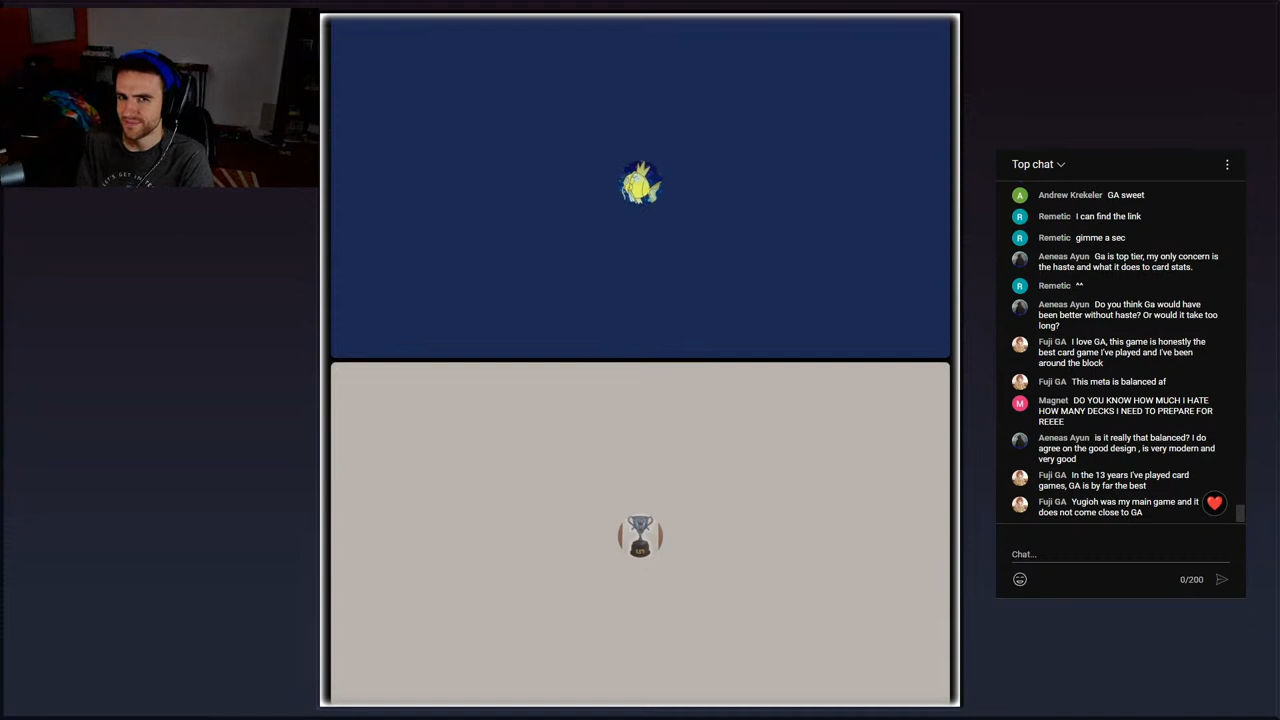 LET'S GET IN
Top chat
A Andrew Krekeler GA sweet
R Remetic I can find the link
R Remetic gimme a sec
Aeneas Ayun Ga is top tier, my only concern is
the haste and what it does to card stats.
R Remetic ^^
Aeneas Ayun Do you think Ga would have
been better without haste? Or would it take too
long?
Fuji GA I love GA, this game is honestly the
best card game I've played and I've been
around the block
Fuji GA This meta is balanced af
M Magnet DO YOU KNOW HOW MUCH I HATE
HOW MANY DECKS I NEED TO PREPARE FOR
REEEE
Aeneas Ayun is it really that balanced? I do
agree on the good design , is very modern and
very good
Fuji GA In the 13 years I've played card
games, GA is by far the best
Fuji GA Yugioh was my main game and it
does not come close to GA
Chat...
0/200